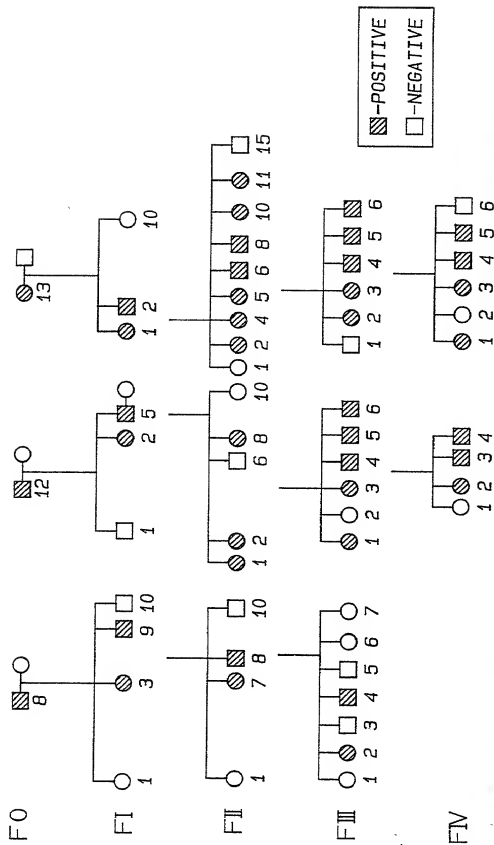 FO
8 12 13
FI
1 3 9 10 1 2 5 1 2 10
FII
1 7 8 10 1 2 6 8 10 1 2 4 5 6 8 10 11 15
FIII
1 2 3 4 5 6 7 1 2 3 4 5 6 1 2 3 4 5 6
FIV
1 2 3 4 1 2 3 4 5 6
-POSITIVE
-NEGATIVE